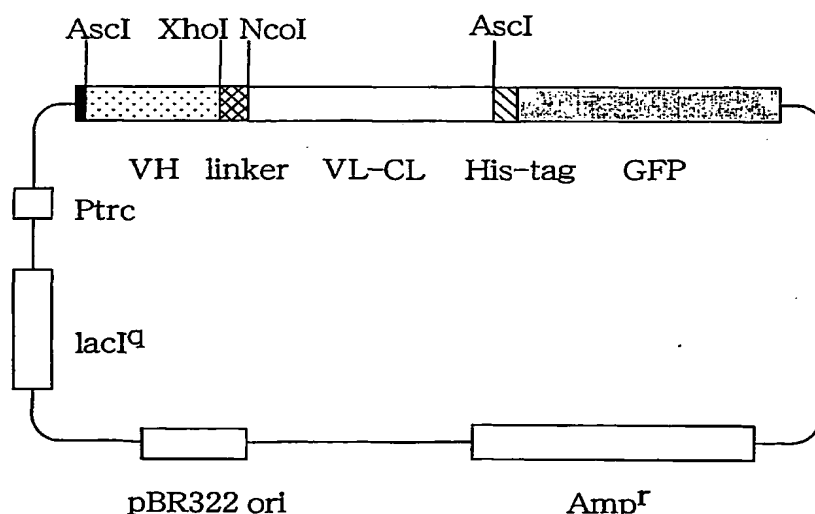 AscI XhoI NcoI AscI
VH linker VL-CL His-tag GFP
Ptrc
lacIq
pBR322 ori Ampr